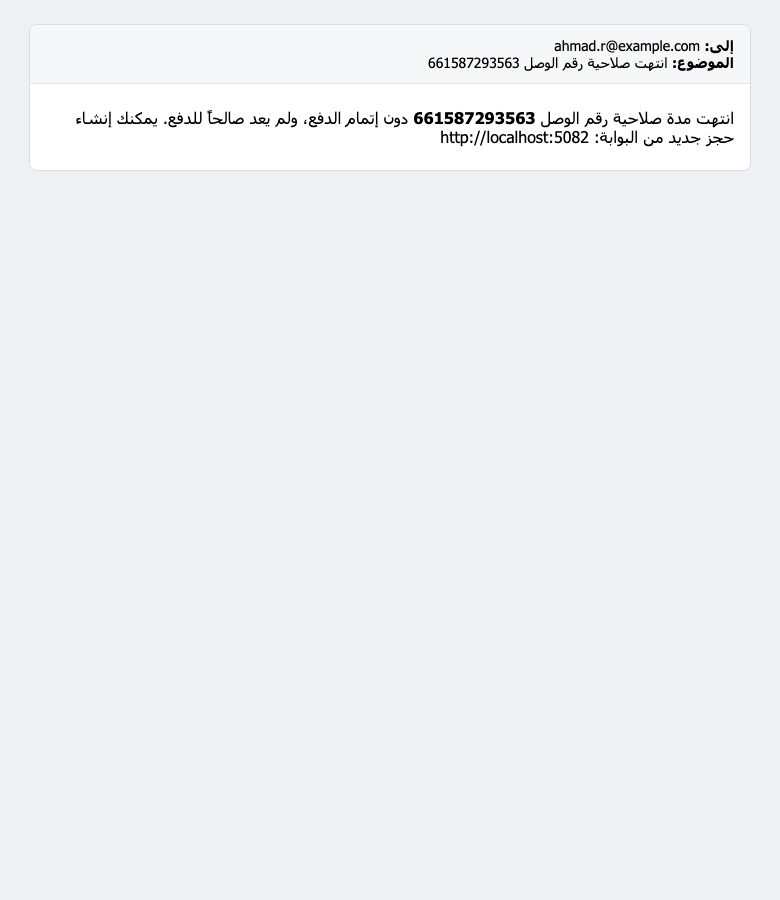 إلى: ahmad.r@example.com
الموضوع: انتهت صلاحية رقم الوصل 661587293563
انتهت مدة صلاحية رقم الوصل 661587293563 دون إتمام الدفع، ولم يعد صالحاً للدفع. يمكنك إنشاء
حجز جديد من البوابة: http://localhost:5082